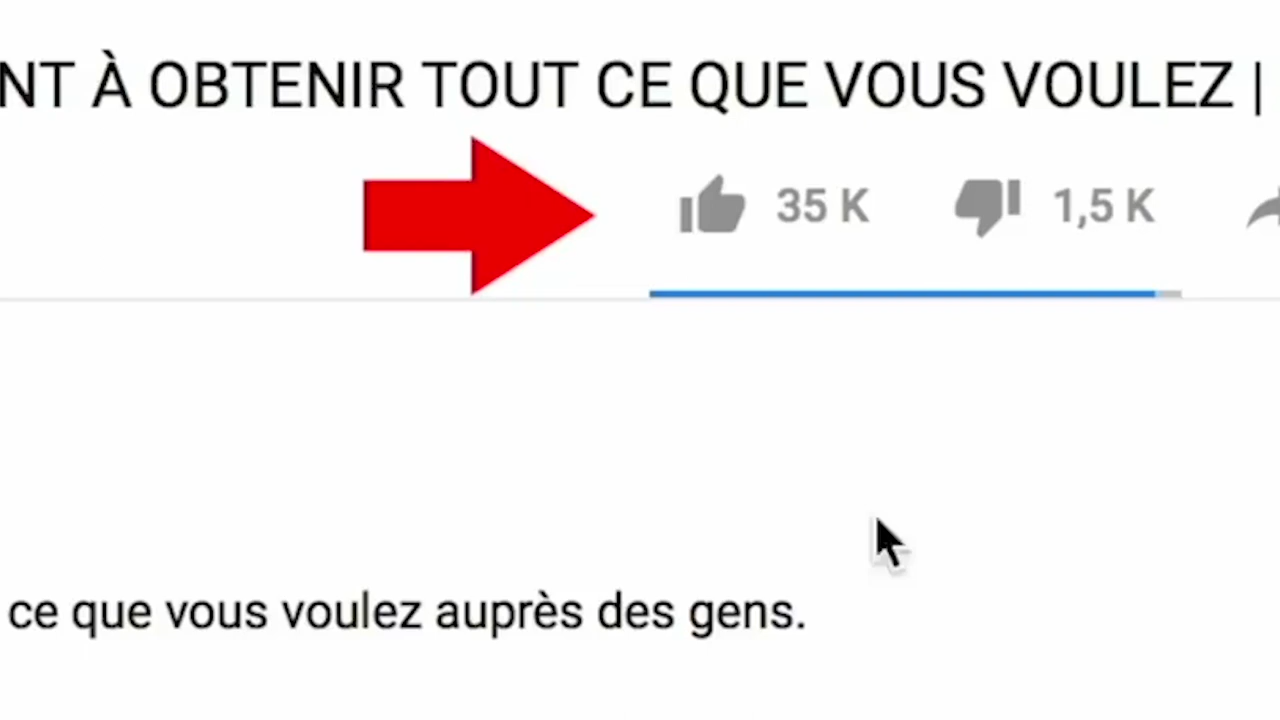 NT À OBTENIR TOUT CE QUE VOUS VOULEZ |
35 K 1,5 K
ce que vous voulez auprès des gens.